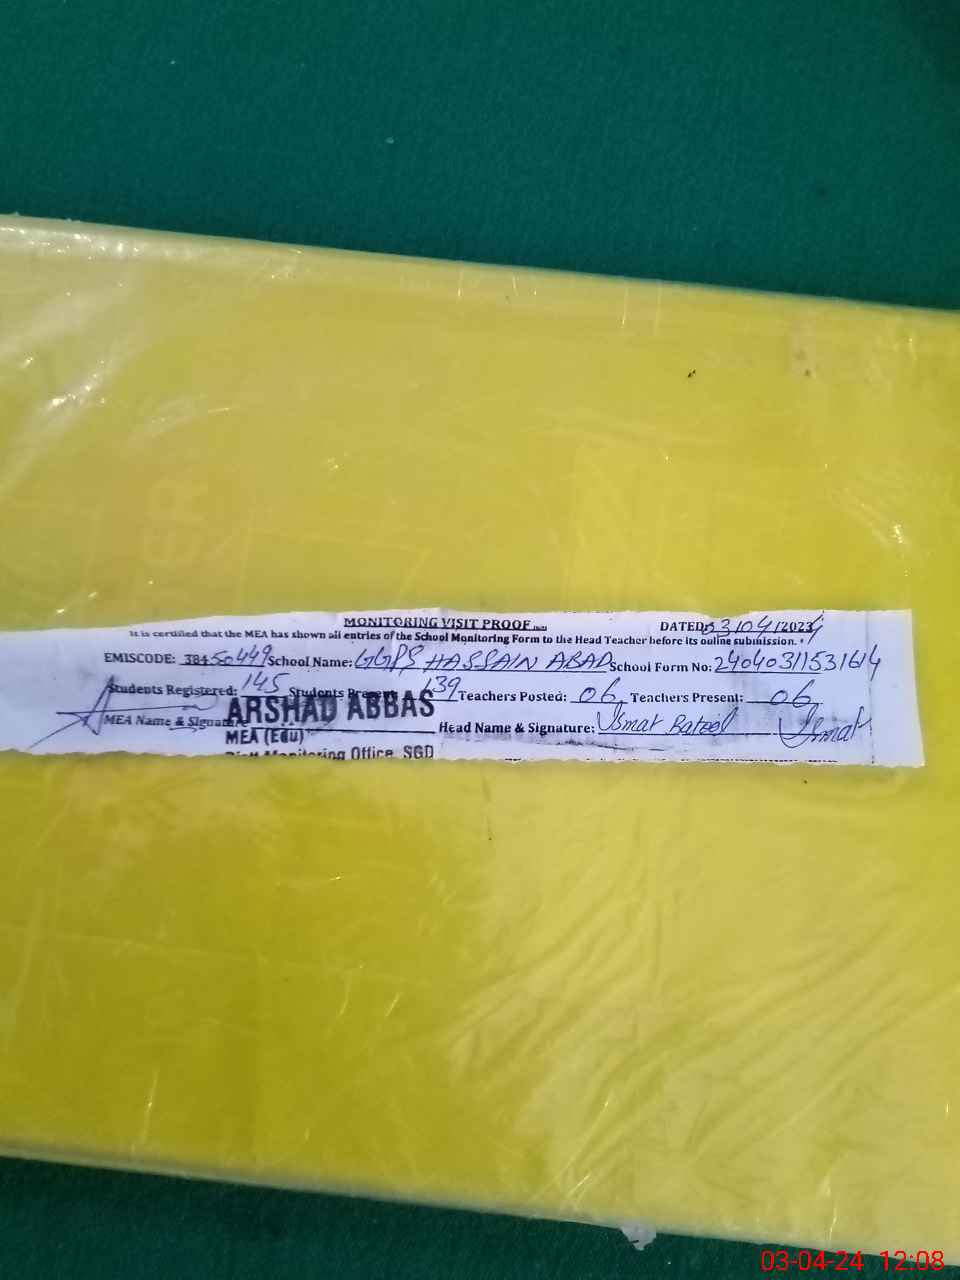 MONITORING VISIT PROOF
DATED: 03/04/2024
It is certified that the MEA has shown all entries of the School Monitoring Form to the Head Teacher before its online submission.
EMISCODE: 38450449 School Name: GGPS HASSAIN ABAD School Form No:
Students Registered: 145 Students Present 139 Teachers Posted: 06 Teachers Present: 06
MEA Name & Signature ARSHAD ABBAS Head Name & Signature: Ismat Batool Ismat
MEA (Edu)
Distt Monitoring Office, SGD
03-04-24 12:08